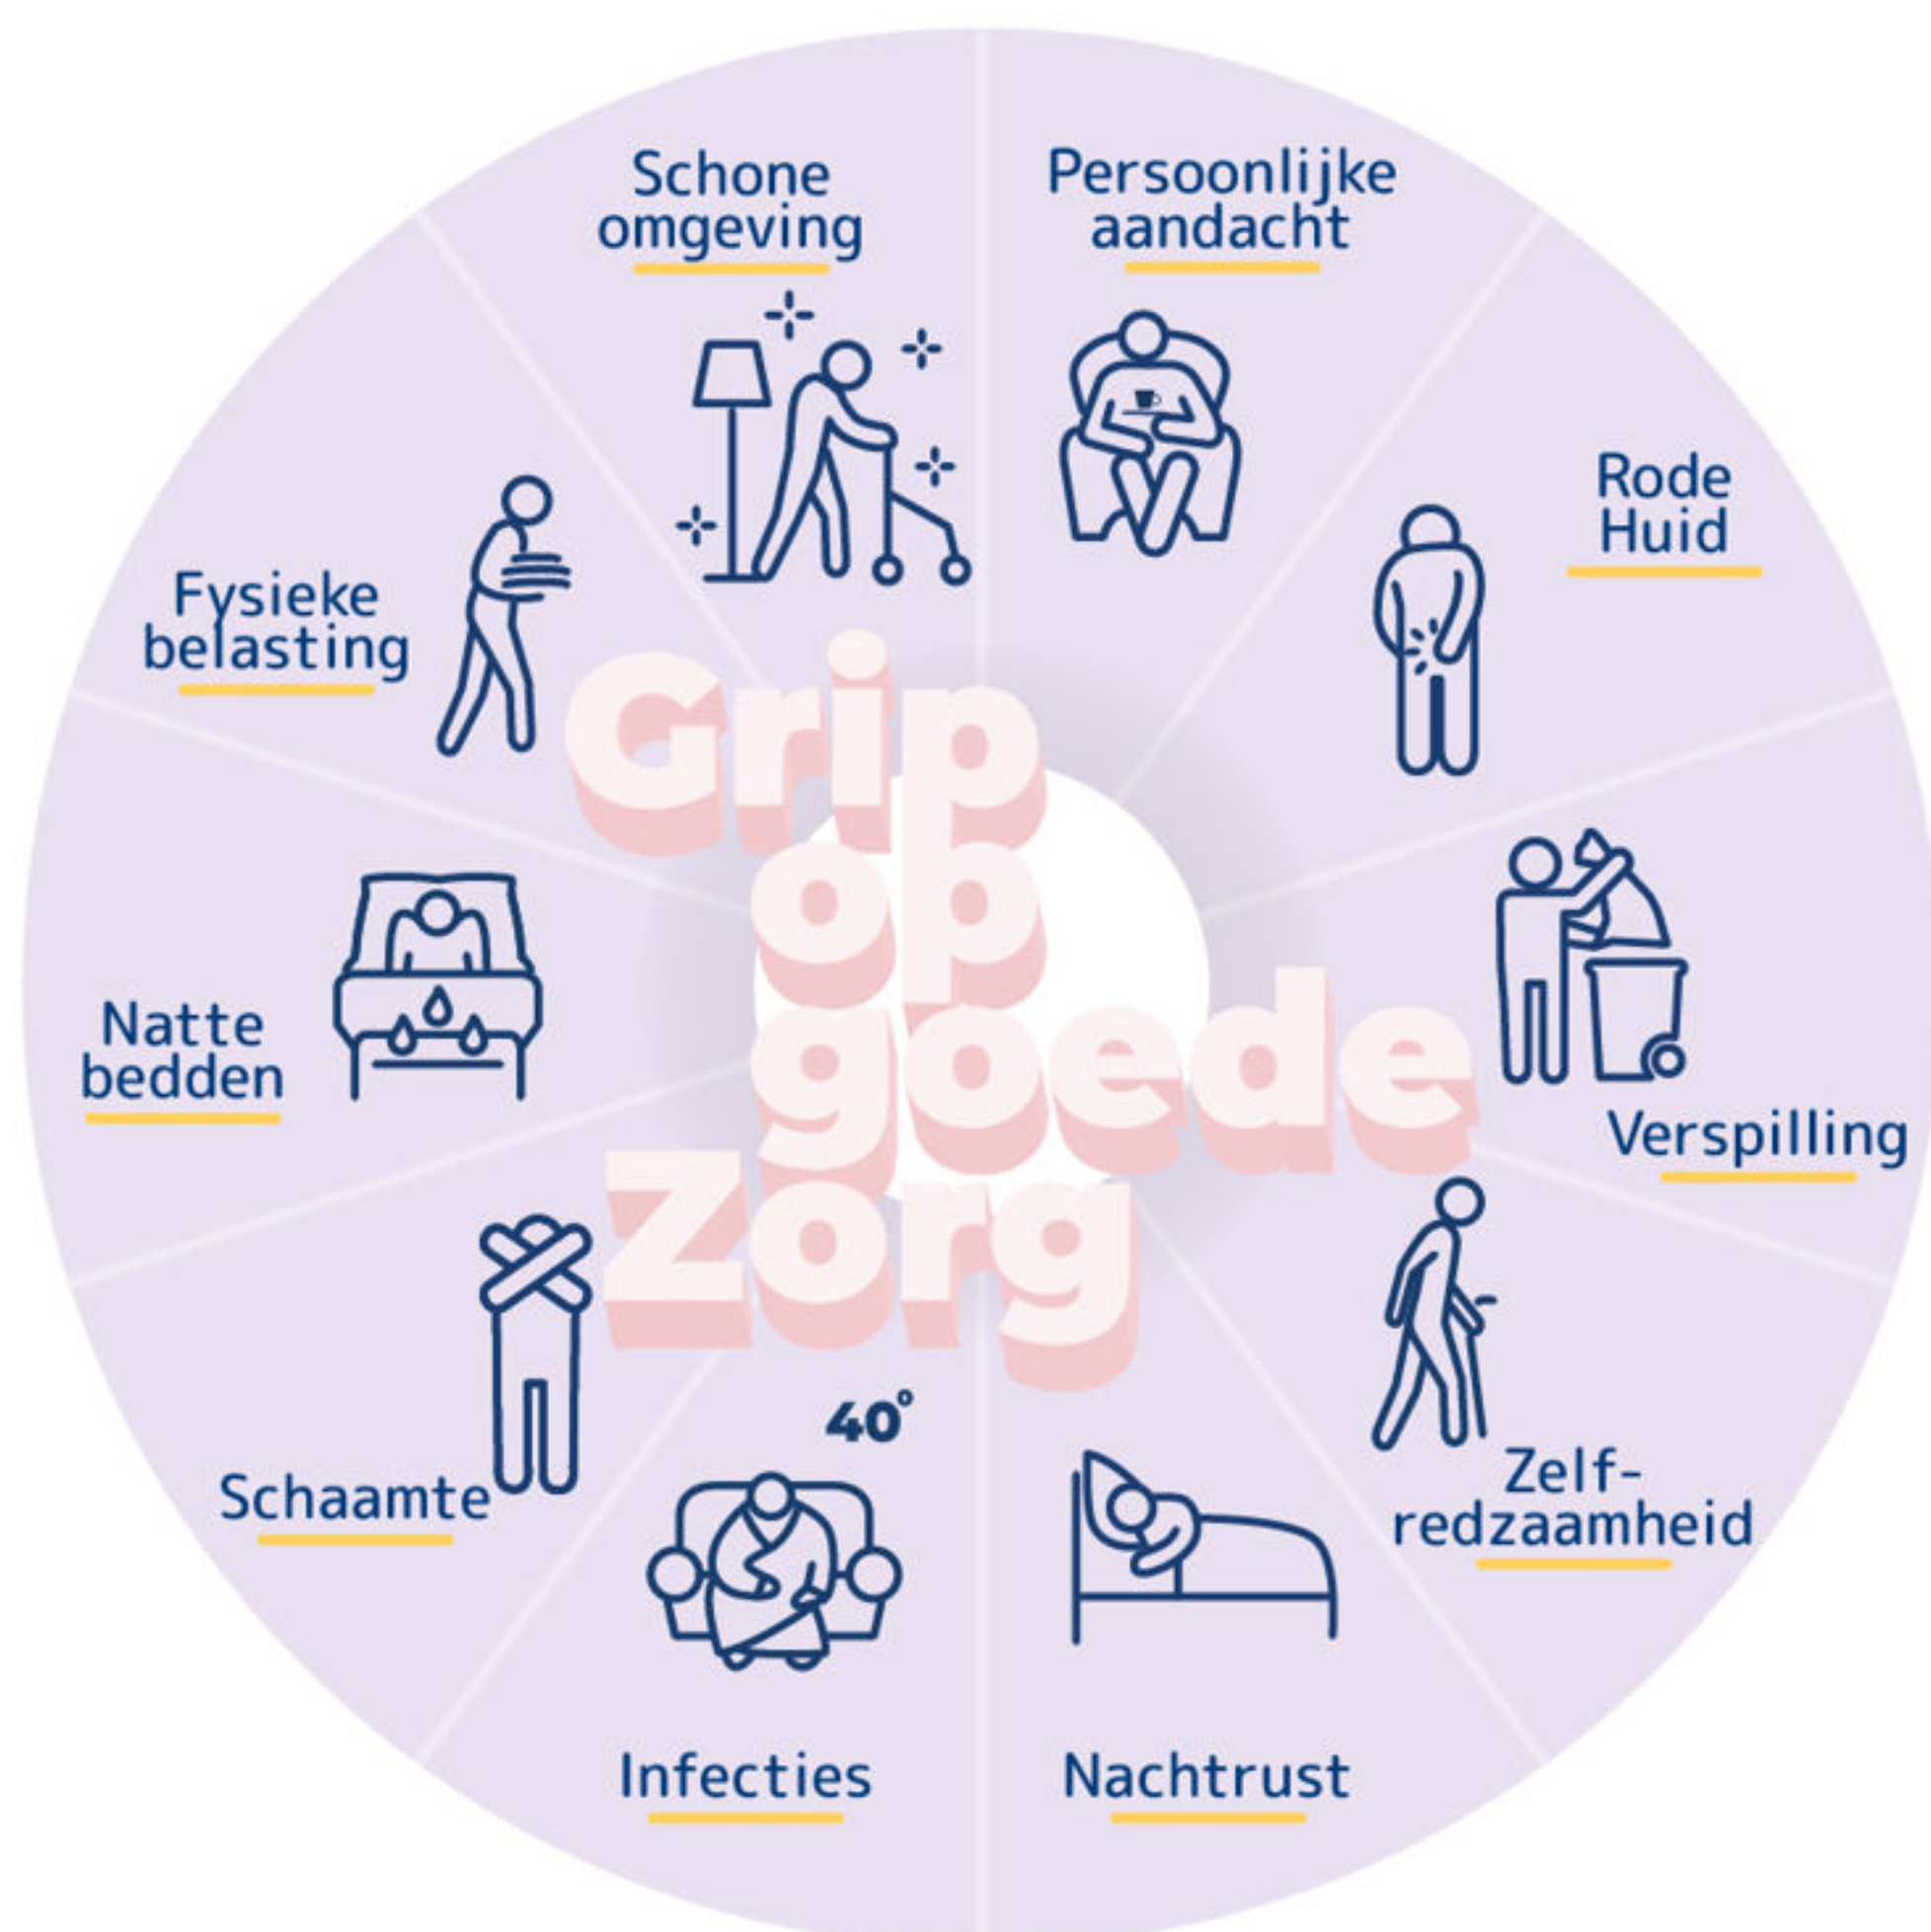 Schone
omgeving
Persoonlijke
aandacht
Rode
Huid
Verspilling
Zelf-
redzaamheid
Nachtrust
40°
Infecties
Schaamte
Natte
bedden
Fysieke
belasting
Grip
op
goede
Zorg